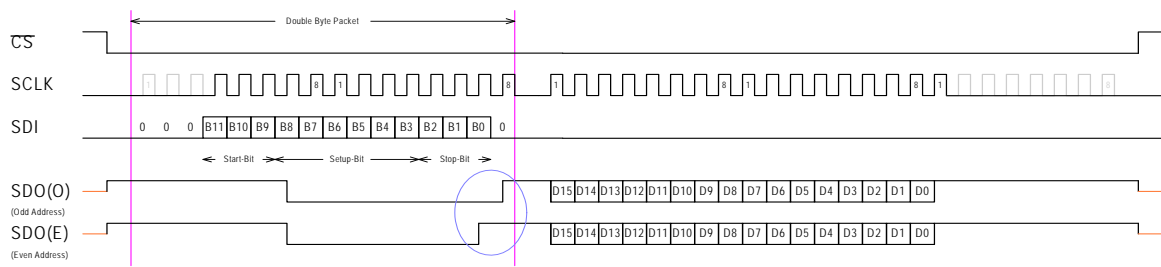 Double Byte Packet
CS
SCLK 1 8 1 8 1 8 1 8 1 8
SDI 0 0 0 B11 B10 B9 B8 B7 B6 B5 B4 B3 B2 B1 B0 0
Start-Bit Setup-Bit Stop-Bit
SDO(O) D15 D14 D13 D12 D11 D10 D9 D8 D7 D6 D5 D4 D3 D2 D1 D0
(Odd Address)
SDO(E) D15 D14 D13 D12 D11 D10 D9 D8 D7 D6 D5 D4 D3 D2 D1 D0
(Even Address)